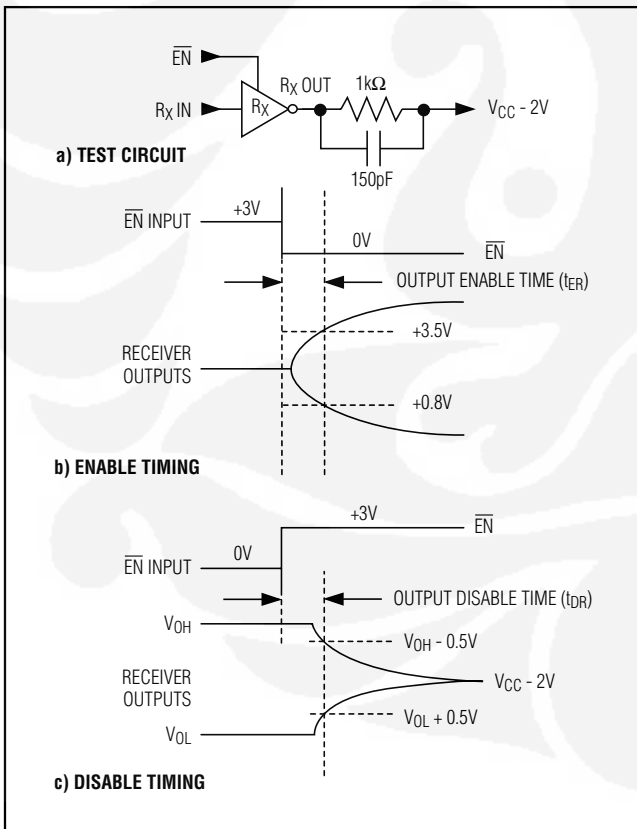 EN
RX OUT
1kΩ
RX IN
RX
VCC - 2V
150pF
a) TEST CIRCUIT
+3V
EN INPUT
0V
EN
OUTPUT ENABLE TIME (tER)
+3.5V
RECEIVER
OUTPUTS
+0.8V
b) ENABLE TIMING
+3V
EN
0V
EN INPUT
OUTPUT DISABLE TIME (tDR)
VOH
VOH - 0.5V
RECEIVER
OUTPUTS
VCC - 2V
VOL + 0.5V
VOL
c) DISABLE TIMING